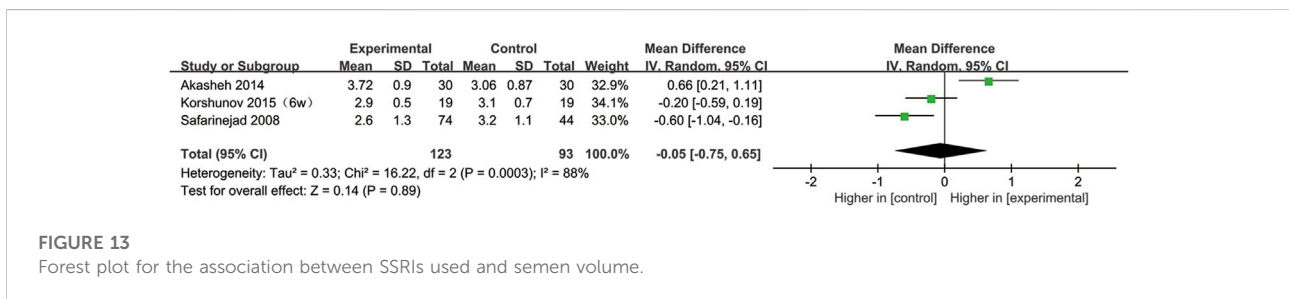 Experimental Control Mean Difference Mean Difference
Study or Subgroup Mean SD Total Mean SD Total Weight IV, Random, 95% CI IV, Random, 95% CI
Akasheh 2014 3.72 0.9 30 3.06 0.87 30 32.9% 0.66 [0.21, 1.11]
Korshunov 2015（6w） 2.9 0.5 19 3.1 0.7 19 34.1% -0.20 [-0.59, 0.19]
Safarinejad 2008 2.6 1.3 74 3.2 1.1 44 33.0% -0.60 [-1.04, -0.16]
Total (95% CI) 123 93 100.0% -0.05 [-0.75, 0.65]
Heterogeneity: Tau² = 0.33; Chi² = 16.22, df = 2 (P = 0.0003); I² = 88%
Test for overall effect: Z = 0.14 (P = 0.89)
-2 -1 0 1 2
Higher in [control] Higher in [experimental]
FIGURE 13
Forest plot for the association between SSRIs used and semen volume.